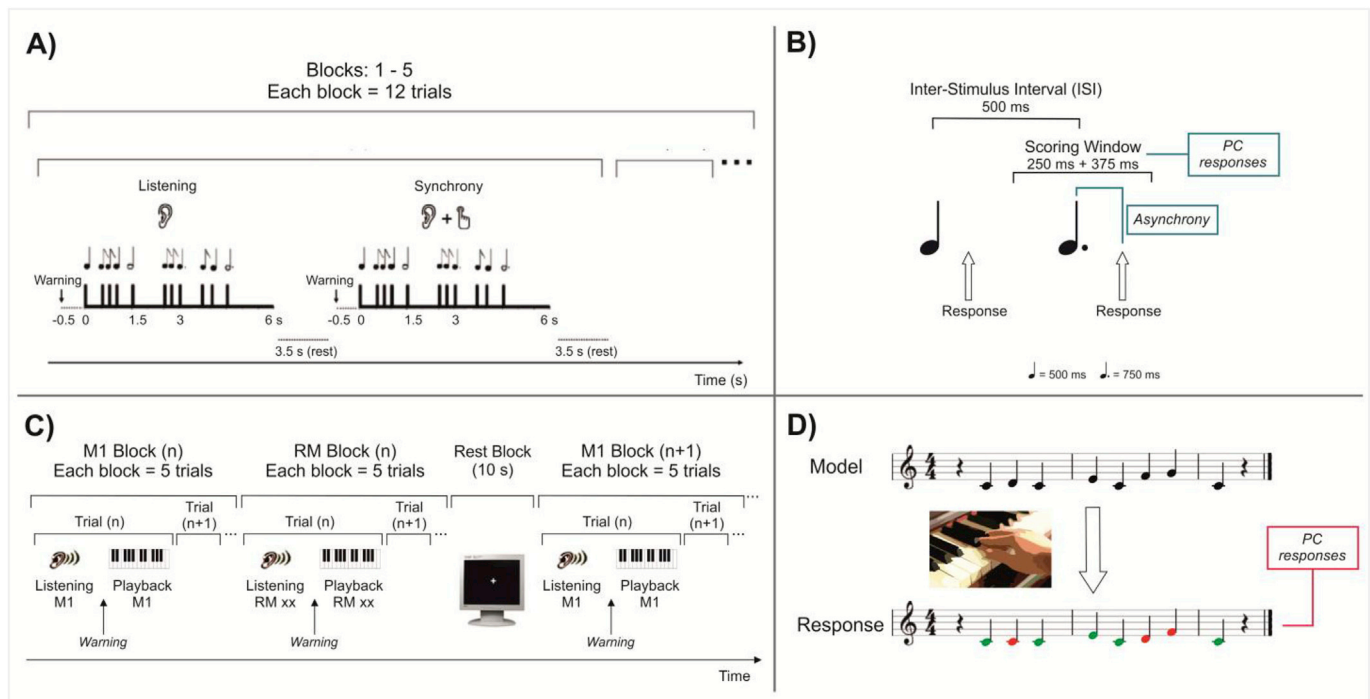 A)
Blocks: 1 - 5
Each block = 12 trials
Listening
Synchrony
+
Warning
Warning
-0.5 0 1.5 3 6 s
-0.5 0 1.5 3 6 s
3.5 s (rest)
3.5 s (rest)
Time (s)
B)
Inter-Stimulus Interval (ISI)
500 ms
Scoring Window
250 ms + 375 ms
PC
responses
Asynchrony
Response
Response
= 500 ms = 750 ms
C)
M1 Block (n)
Each block = 5 trials
RM Block (n)
Each block = 5 trials
Rest Block
(10 s)
M1 Block (n+1)
Each block = 5 trials
Trial (n)
Trial
(n+1)
...
Trial (n)
Trial
(n+1)
...
Trial (n)
Trial
(n+1)
...
Listening
M1
Playback
M1
Listening
RM xx
Playback
RM xx
Listening
M1
Playback
M1
Warning
Warning
Warning
Time
D)
Model
4
4
PC
responses
Response
4
4